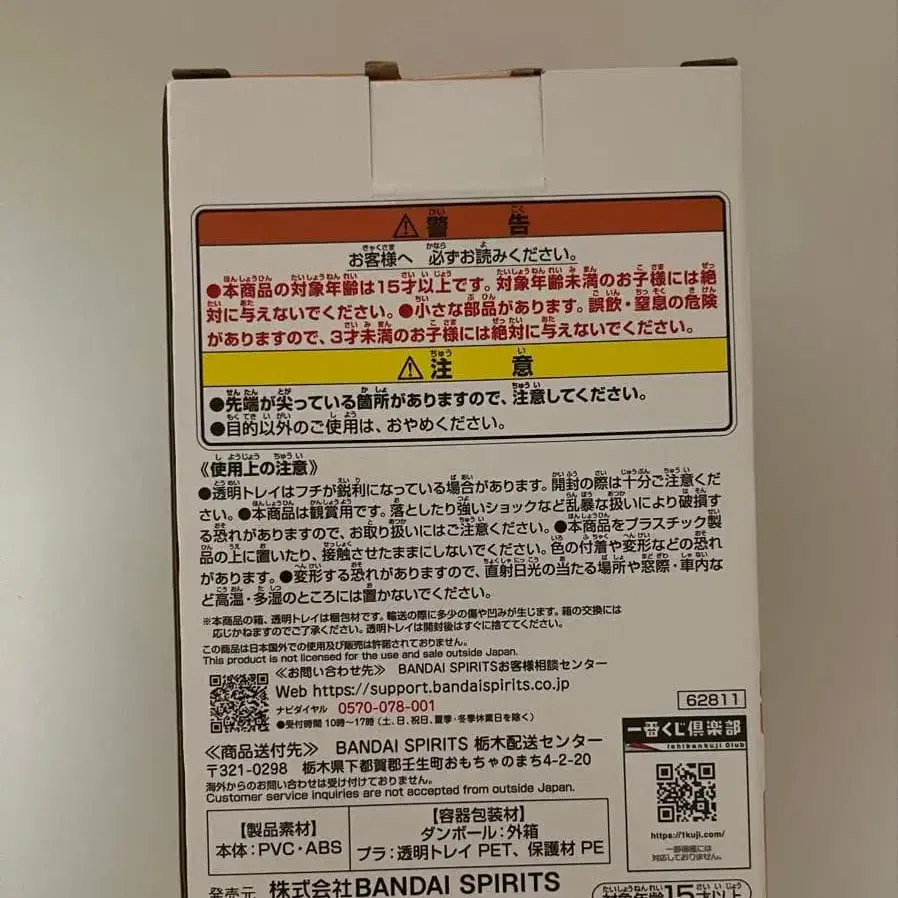 ⚠警告
お客様へ 必ずお読みください。
●本商品の対象年齢は15才以上です。対象年齢未満のお子様には絶
対に与えないでください。●小さな部品があります。誤飲・窒息の危険
がありますので、3才未満のお子様には絶対に与えないでください。
⚠注意
●先端が尖っている箇所がありますので、注意してください。
●目的以外のご使用は、おやめください。
《使用上の注意》
●透明トレイはフチが鋭利になっている場合があります。開封の際は十分ご注意くだ
さい。●本商品は観賞用です。落としたり強いショックなど乱暴な扱いにより破損す
る恐れがありますので、お取り扱いにはご注意ください。●本商品をプラスチック製
品の上に置いたり、接触させたままにしないでください。色の付着や変形などの恐れ
があります。●変形する恐れがありますので、直射日光の当たる場所や窓際・車内な
ど高温・多湿のところには置かないでください。
※本商品の箱、透明トレイは梱包材です。輸送の際に多少の傷や凹みが生じます。箱の交換には
応じかねますのでご了承ください。透明トレイは開封後はすぐに捨ててください。
この商品は日本国外での使用及び販売は許諾されておりません。
This product is not licensed for the use and sale outside Japan.
≪お問い合わせ先≫ BANDAI SPIRITSお客様相談センター
Web https://support.bandaispirits.co.jp
ナビダイヤル 0570-078-001
●受付時間 10時〜17時(土、日、祝日、夏季・冬季休業日を除く)
62811
≪商品送付先≫ BANDAI SPIRITS 栃木配送センター
〒321-0298 栃木県下都賀郡壬生町おもちゃのまち4-2-20
海外からのお問い合わせは受け付けておりません。
Customer service inquiries are not accepted from outside Japan.
一番くじ倶楽部
Ichibankuji Club
https://1kuji.com/
一部機種には
対応しておりません。
【製品素材】
本体:PVC・ABS
【容器包装材】
ダンボール:外箱
プラ:透明トレイ PET、保護材 PE
発売元 株式会社BANDAI SPIRITS
対象年齢15才以上